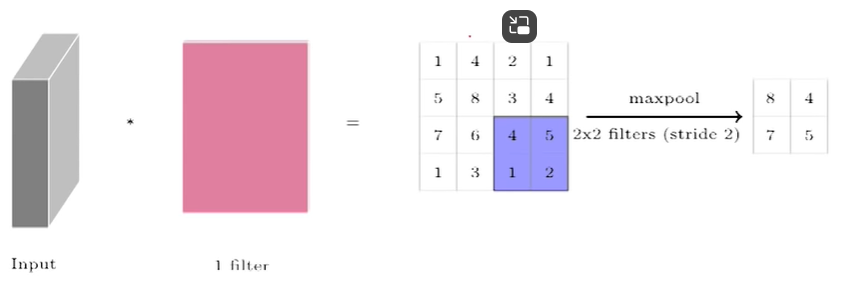 1 4 2 1
5 8 3 4
7 6 4 5
1 3 1 2
*
=
maxpool
2x2 filters (stride 2)
8 4
7 5
Input
1 filter